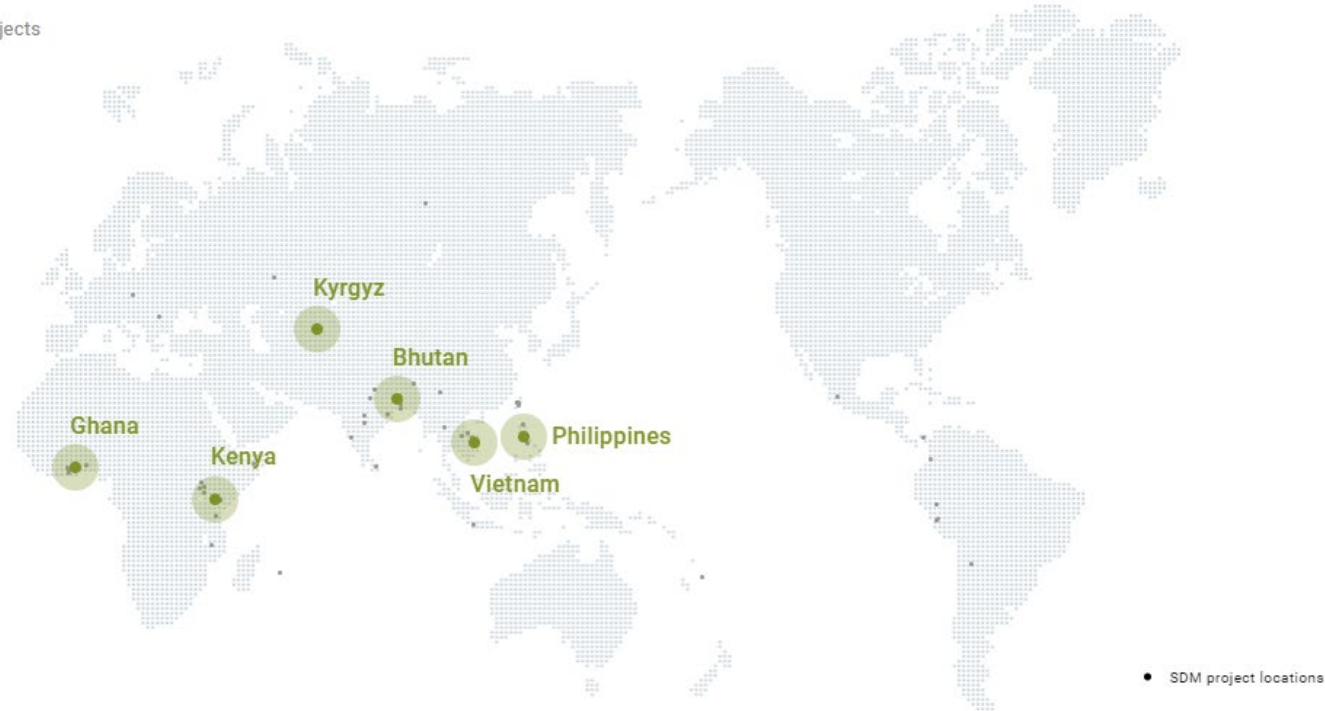 jects
Kyrgyz
Bhutan
Ghana
Philippines
Kenya
Vietnam
SDM project locations